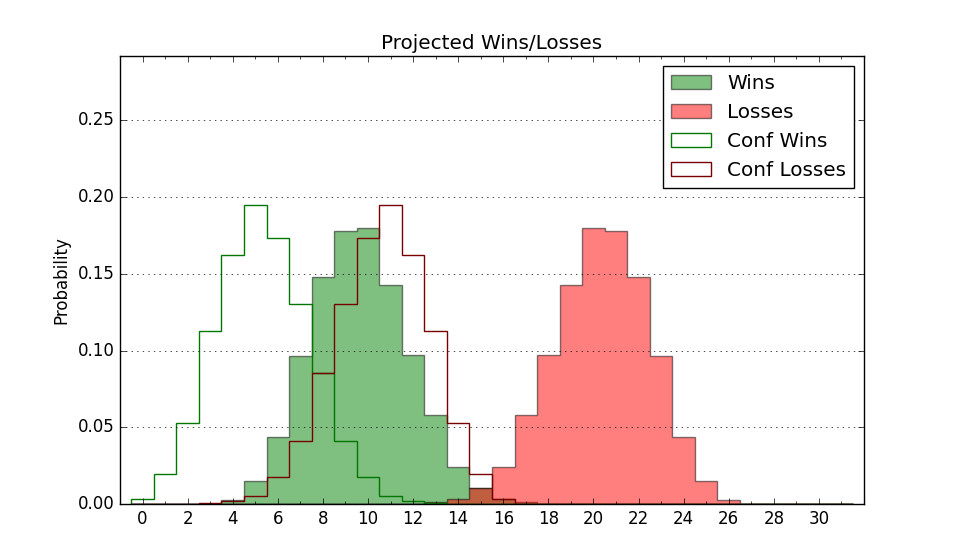 Projected Wins/Losses
Probability
0.25
0.20
0.15
0.10
0.05
0.00
0 2 4 6 8 10 12 14 16 18 20 22 24 26 28 30
Wins
Losses
Conf Wins
Conf Losses